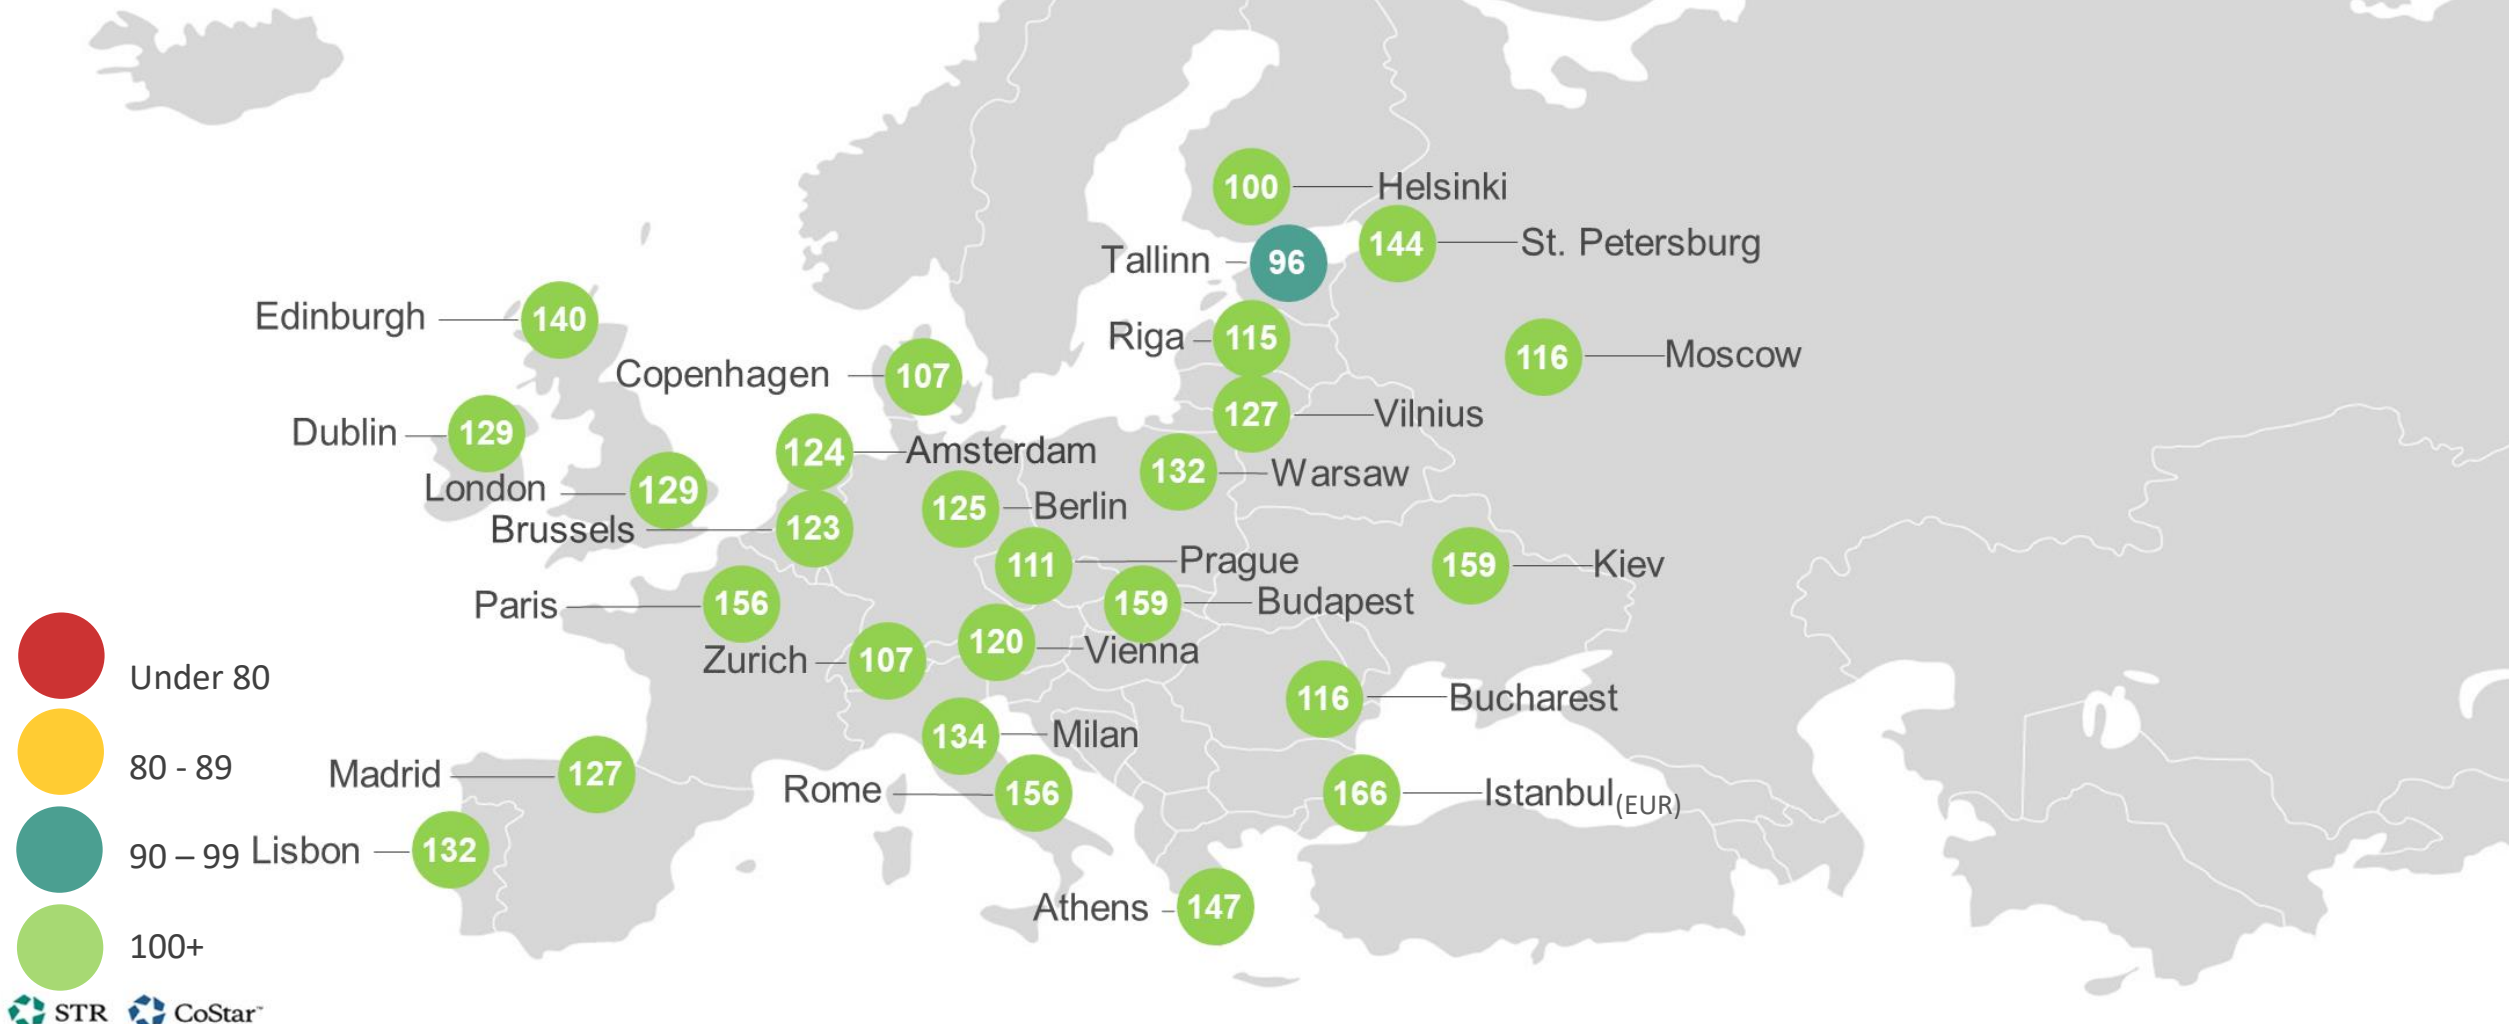 100 Helsinki
144 St. Petersburg
Tallinn 96
Edinburgh 140
Riga 115
116 Moscow
Copenhagen 107
127 Vilnius
Dublin 129
124 Amsterdam
132 Warsaw
London 129
125 Berlin
Brussels 123
111 Prague
159 Kiev
Paris 156
159 Budapest
Zurich 107
120 Vienna
116 Bucharest
134 Milan
Madrid 127
Rome 156
166 Istanbul(EUR)
Lisbon 132
Athens 147
Under 80
80 - 89
90 – 99
100+
STR CoStar™